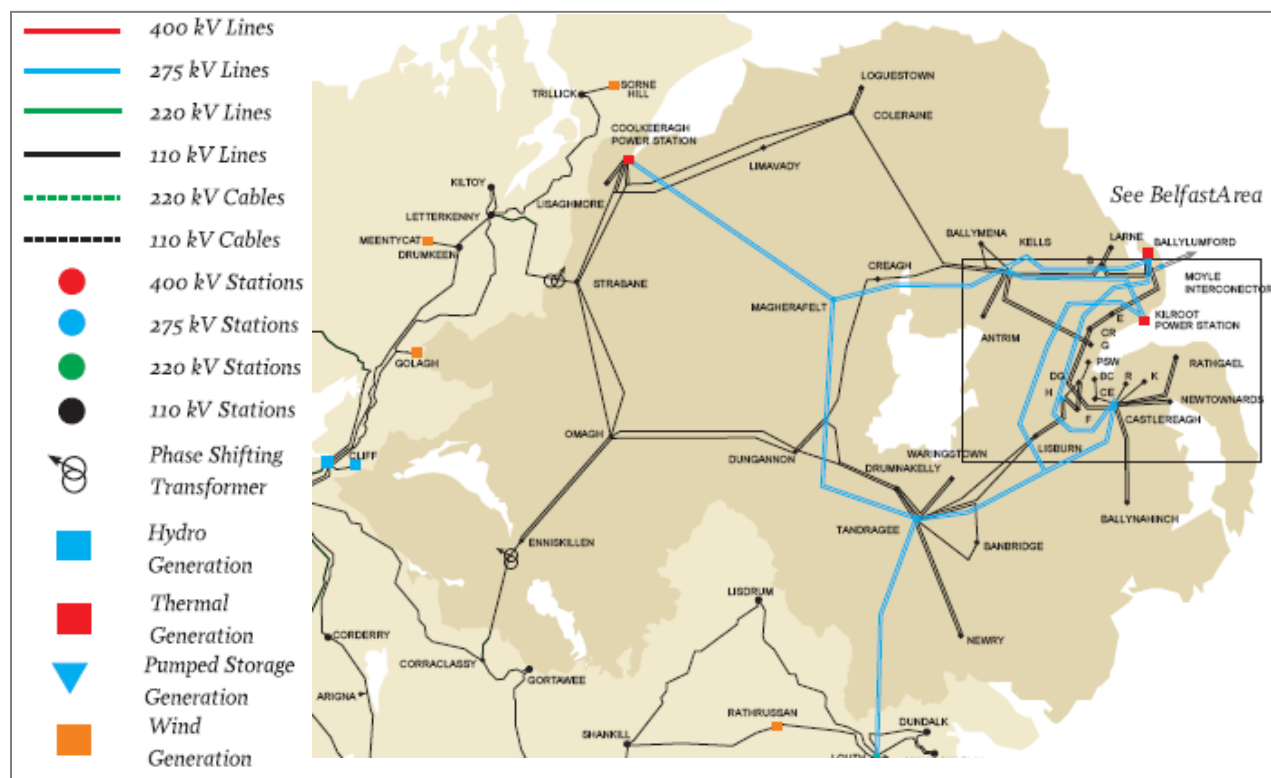 400 kV Lines
275 kV Lines
220 kV Lines
110 kV Lines
220 kV Cables
110 kV Cables
400 kV Stations
275 kV Stations
220 kV Stations
110 kV Stations
Phase Shifting
Transformer
Hydro
Generation
Thermal
Generation
Pumped Storage
Generation
Wind
Generation
LOGUESTOWN
SORNE
HILL
TRILLICK
COLERAINE
COOLKEERAGH
POWER STATION
LIMAVADY
KILTOY
LISAGHMORE
See BelfastArea
LETTERKENNY
MEENTYCAT
DRUMKEEN
BALLYMENA
KELLS
LARNE
BALLYLUMFORD
B
CREAGH
STRABANE
MOYLE
INTERCONECTOR
MAGHERAFELT
E
KILROOT
POWER STATION
ANTRIM
CR
G
GOLAGH
PSW
RATHGAEL
DG
BC
R
K
H
CE
NEWTOWNARDS
F
CASTLEREAGH
OMAGH
LISBURN
CLIFF
DUNGANNON
WARINGSTOWN
DRUMNAKELLY
BALLYNAHINCH
TANDRAGEE
ENNISKILLEN
BANBRIDGE
LISDRUM
CORDERRY
NEWRY
CORRACLASSY
GORTAWEE
ARIGNA
RATHRUSSAN
DUNDALK
SHANKILL
LOUTH